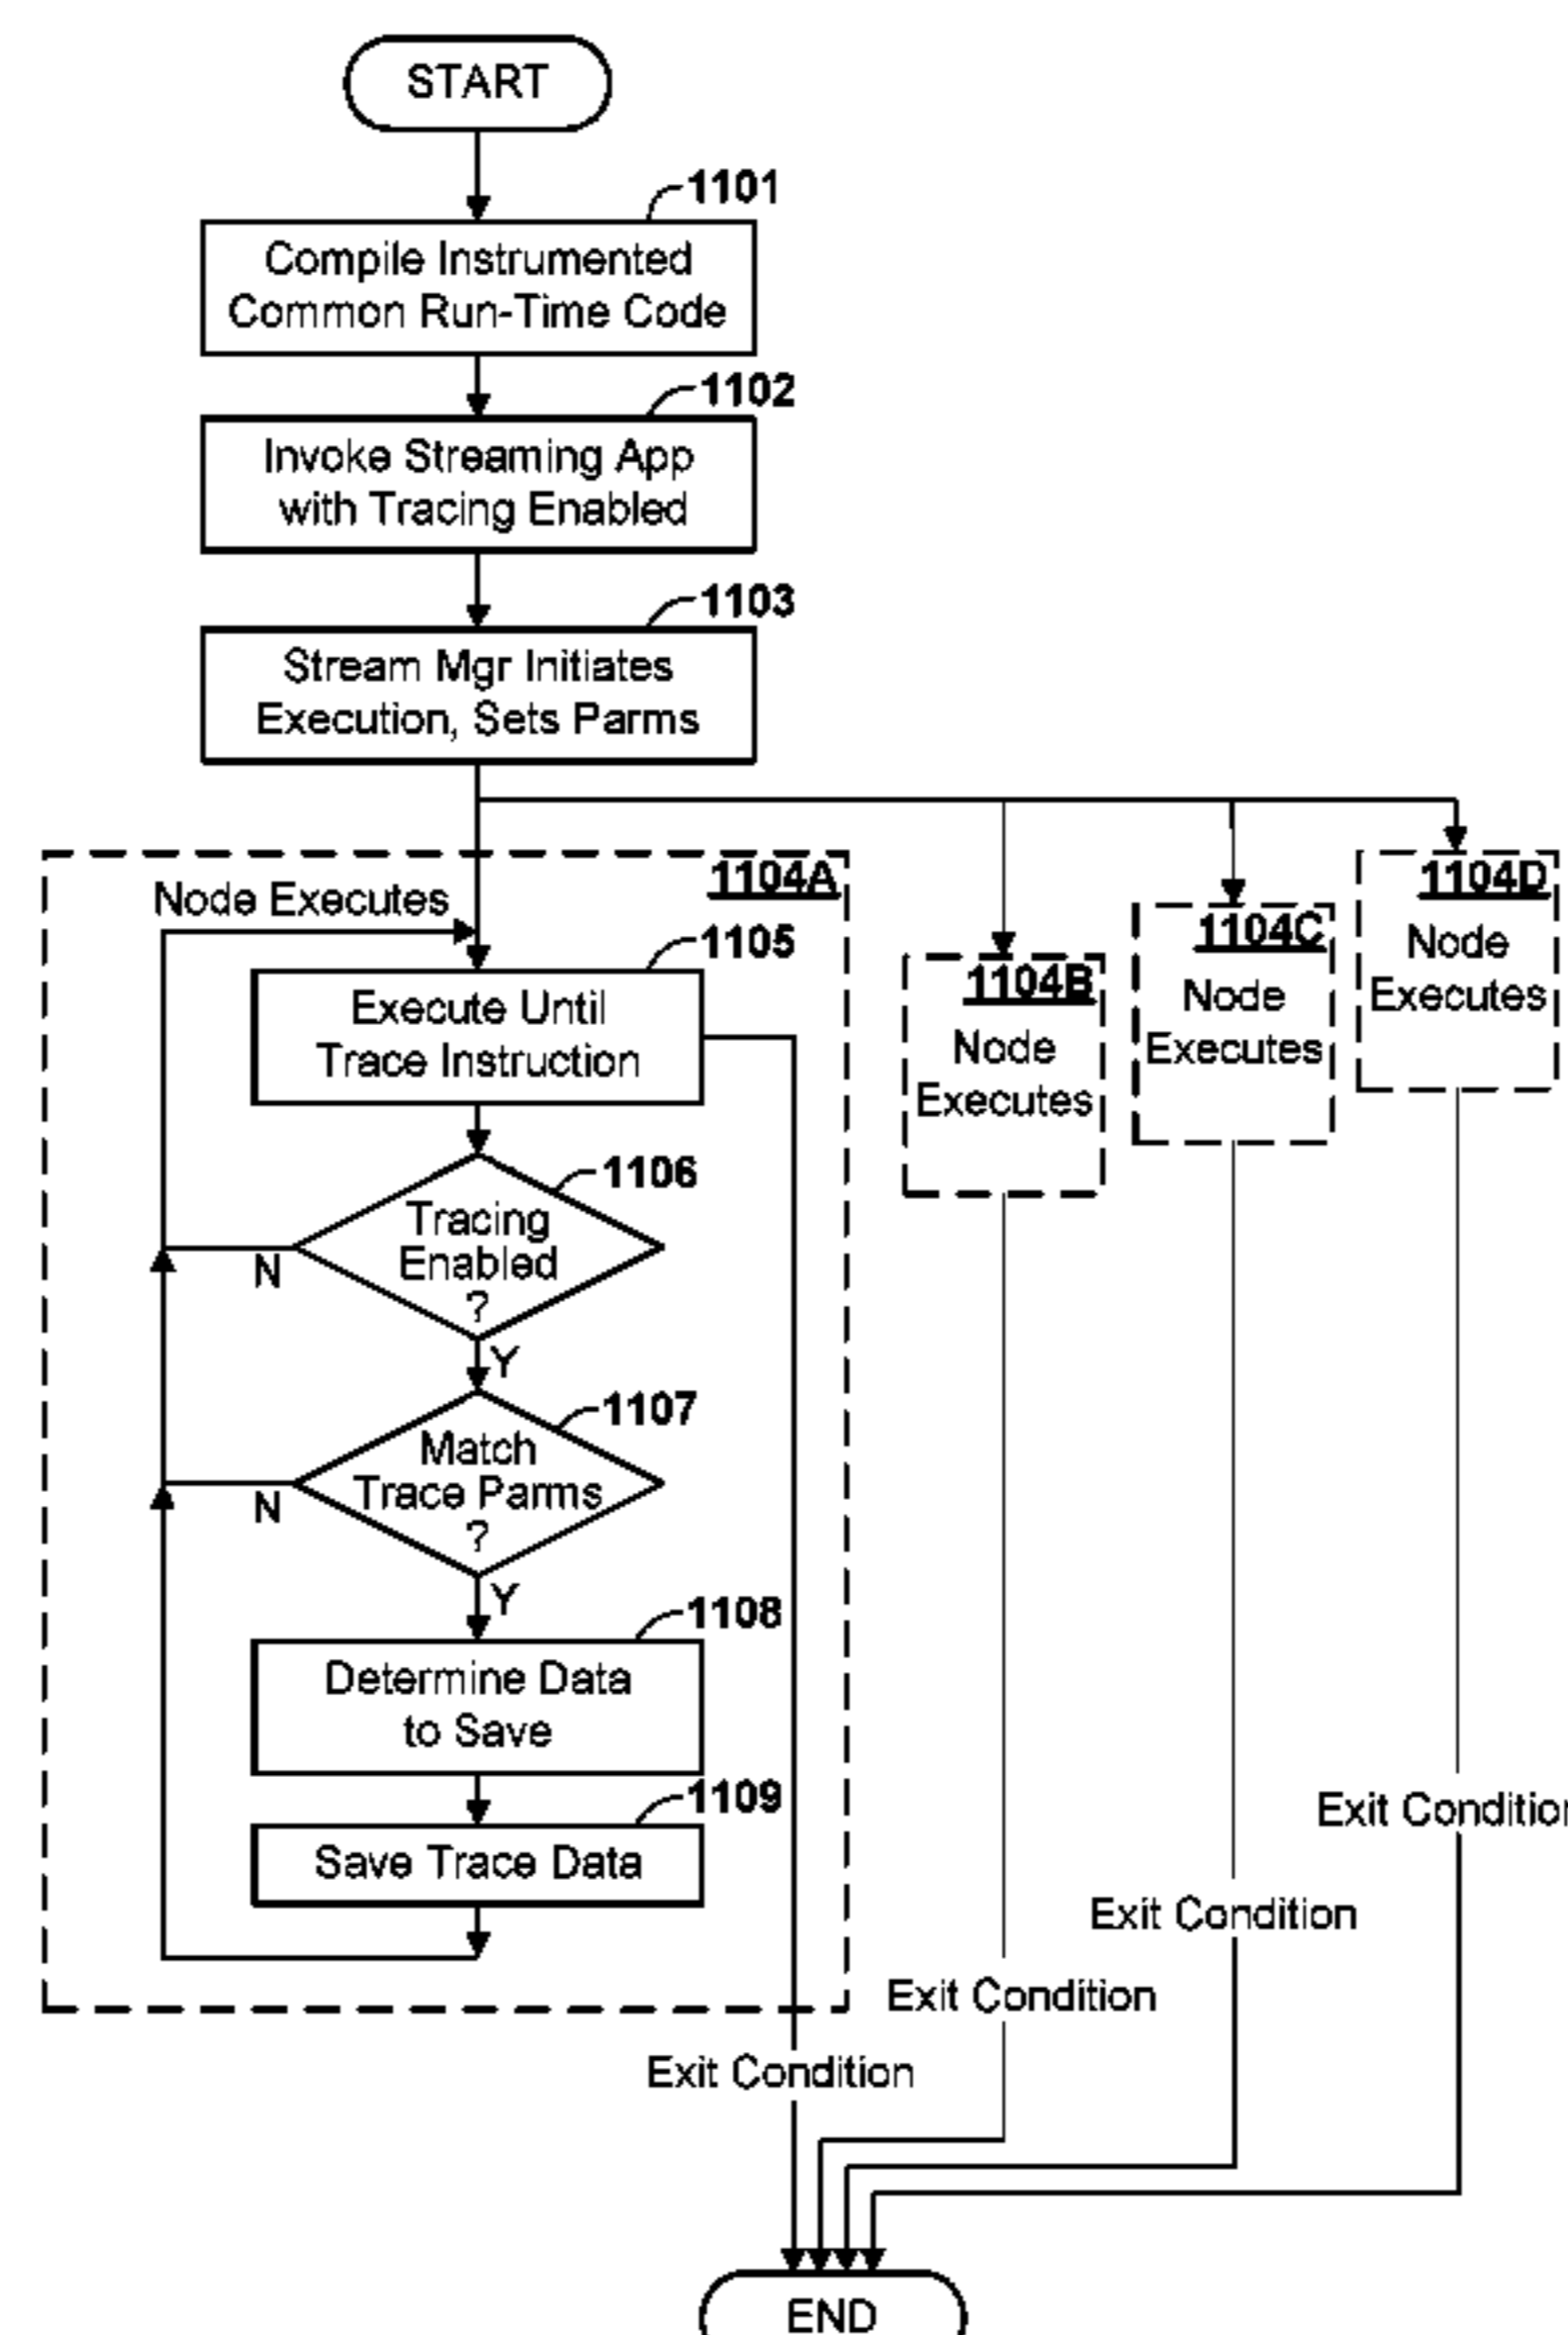 START
1101
Compile Instrumented
Common Run-Time Code
1102
Invoke Streaming App
with Tracing Enabled
1103
Stream Mgr Initiates
Execution, Sets Parms
1104A
Node Executes
1105
Execute Until
Trace Instruction
1106
Tracing
Enabled
?
N
Y
1107
Match
Trace Parms
?
N
Y
1108
Determine Data
to Save
1109
Save Trace Data
1104B
Node
Executes
1104C
Node
Executes
1104D
Node
Executes
Exit Condition
Exit Condition
Exit Condition
Exit Condition
END